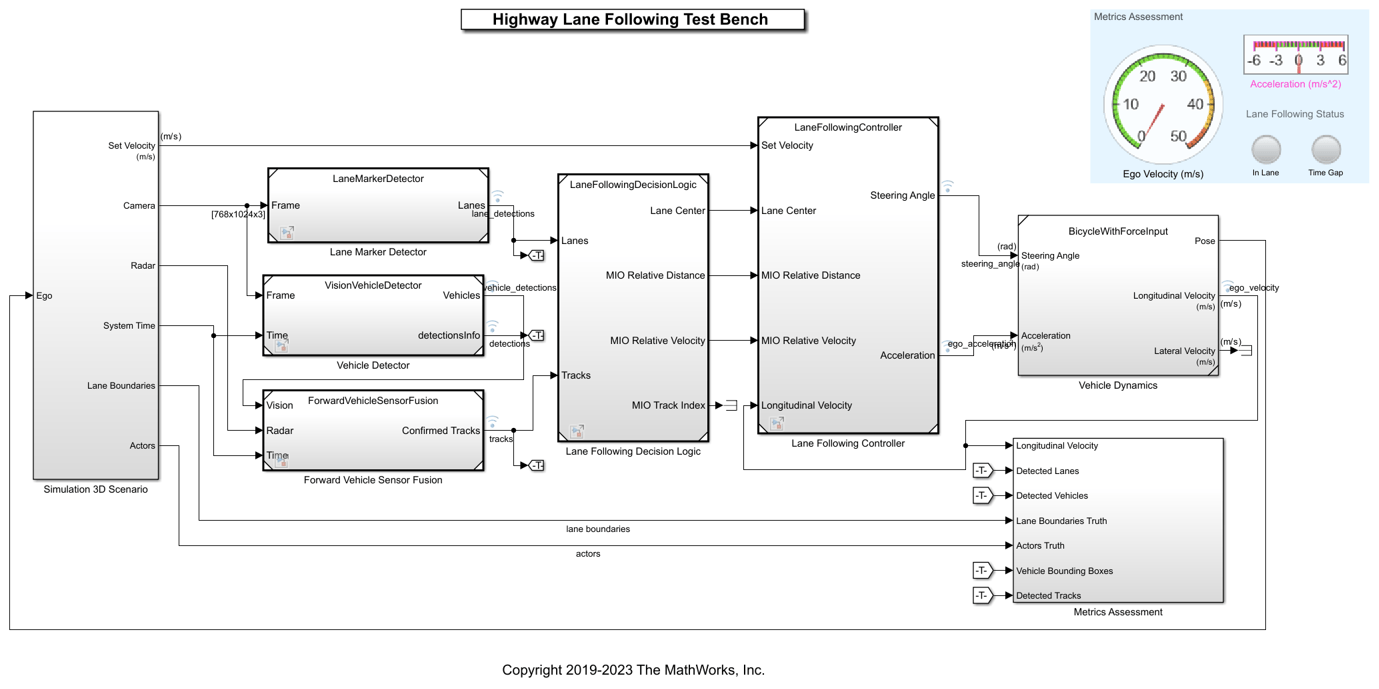 Highway Lane Following Test Bench
Metrics Assessment
0
10
20
30
40
50
Ego Velocity (m/s)
-6 -3 0 3 6
Acceleration (m/s^2)
Lane Following Status
In Lane
Time Gap
Ego
Set Velocity
(m/s)
Camera
Radar
System Time
Lane Boundaries
Actors
Simulation 3D Scenario
(m/s)
[768x1024x3]
LaneMarkerDetector
Frame
Lanes
Lane Marker Detector
lane_detections
-T-
VisionVehicleDetector
Frame
Time
Vehicles
detectionsInfo
Vehicle Detector
vehicle_detections
detections
-T-
ForwardVehicleSensorFusion
Vision
Radar
Time
Confirmed Tracks
Forward Vehicle Sensor Fusion
tracks
-T-
LaneFollowingDecisionLogic
Lanes
Tracks
Lane Center
MIO Relative Distance
MIO Relative Velocity
MIO Track Index
Lane Following Decision Logic
LaneFollowingController
Set Velocity
Lane Center
MIO Relative Distance
MIO Relative Velocity
Longitudinal Velocity
Steering Angle
Acceleration
Lane Following Controller
(rad)
steering_angle
ego_acceleration
BicycleWithForceInput
Steering Angle
(rad)
Acceleration
(m/s²)
Pose
Longitudinal Velocity
(m/s)
Lateral Velocity
(m/s)
Vehicle Dynamics
ego_velocity
(m/s)
(m/s)
Longitudinal Velocity
-T- Detected Lanes
-T- Detected Vehicles
Lane Boundaries Truth
Actors Truth
-T- Vehicle Bounding Boxes
-T- Detected Tracks
Metrics Assessment
lane boundaries
actors
Copyright 2019-2023 The MathWorks, Inc.